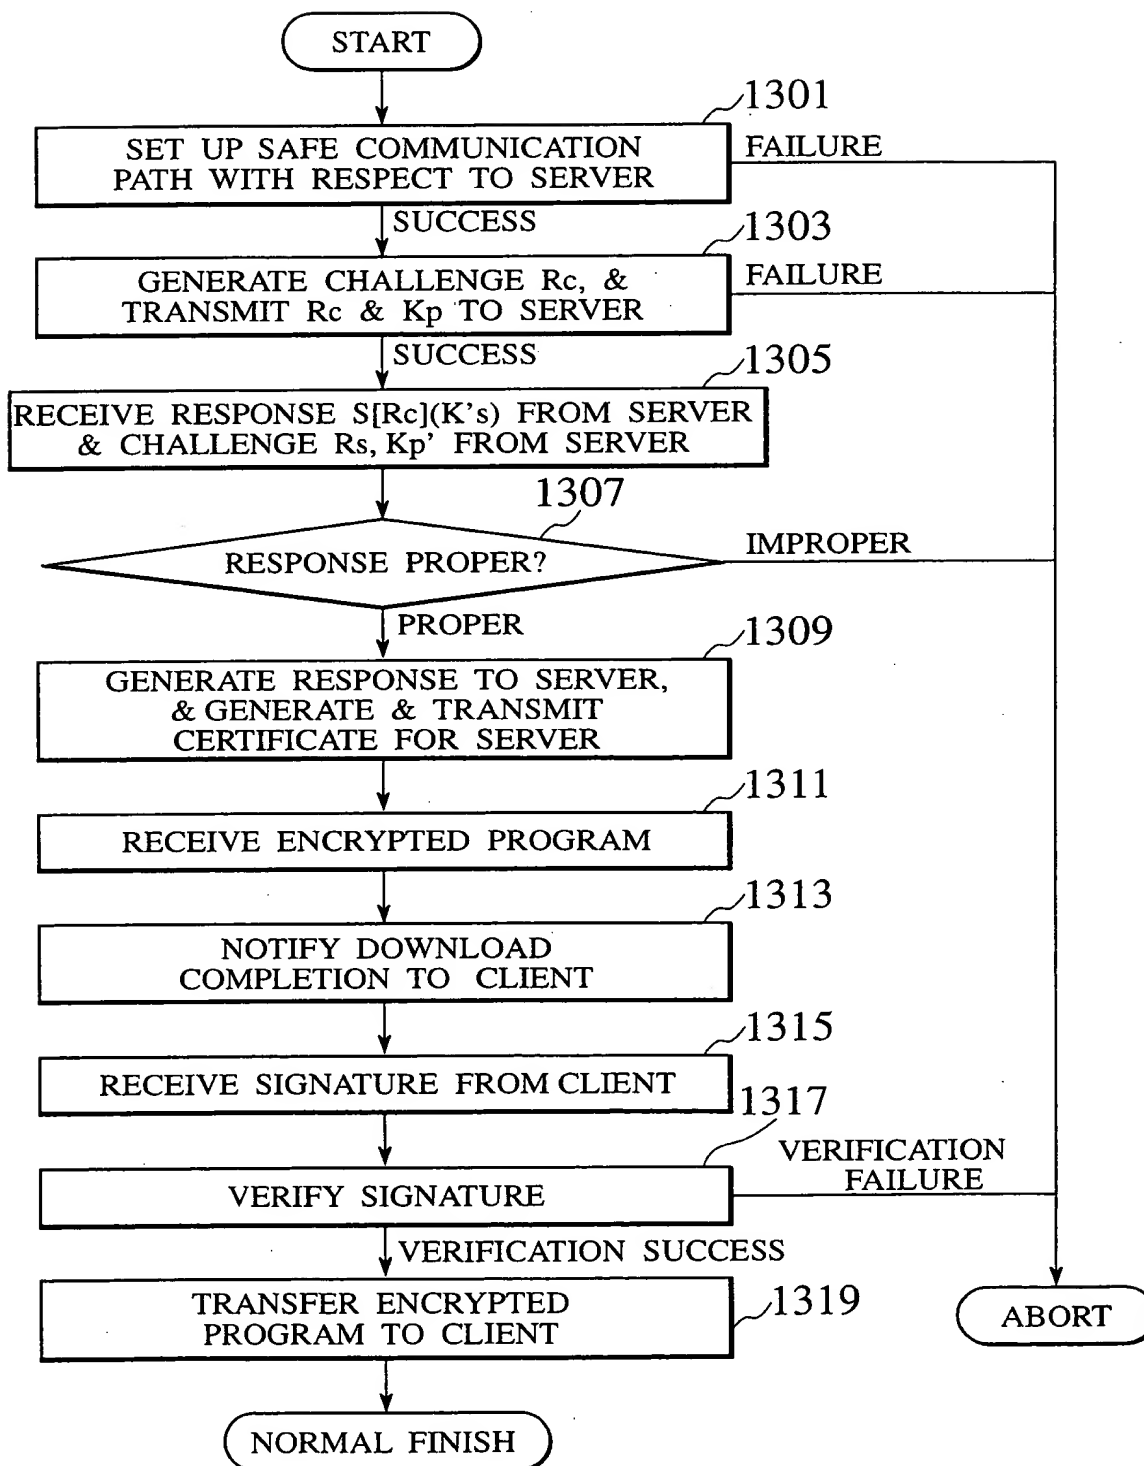 START
1301
SET UP SAFE COMMUNICATION
PATH WITH RESPECT TO SERVER
FAILURE
SUCCESS
1303
GENERATE CHALLENGE Rc, &
TRANSMIT Rc & Kp TO SERVER
FAILURE
SUCCESS
1305
RECEIVE RESPONSE S[Rc](K's) FROM SERVER
& CHALLENGE Rs, Kp' FROM SERVER
1307
RESPONSE PROPER?
IMPROPER
PROPER
1309
GENERATE RESPONSE TO SERVER,
& GENERATE & TRANSMIT
CERTIFICATE FOR SERVER
1311
RECEIVE ENCRYPTED PROGRAM
1313
NOTIFY DOWNLOAD
COMPLETION TO CLIENT
1315
RECEIVE SIGNATURE FROM CLIENT
1317
VERIFY SIGNATURE
VERIFICATION
FAILURE
VERIFICATION SUCCESS
TRANSFER ENCRYPTED
PROGRAM TO CLIENT
1319
ABORT
NORMAL FINISH